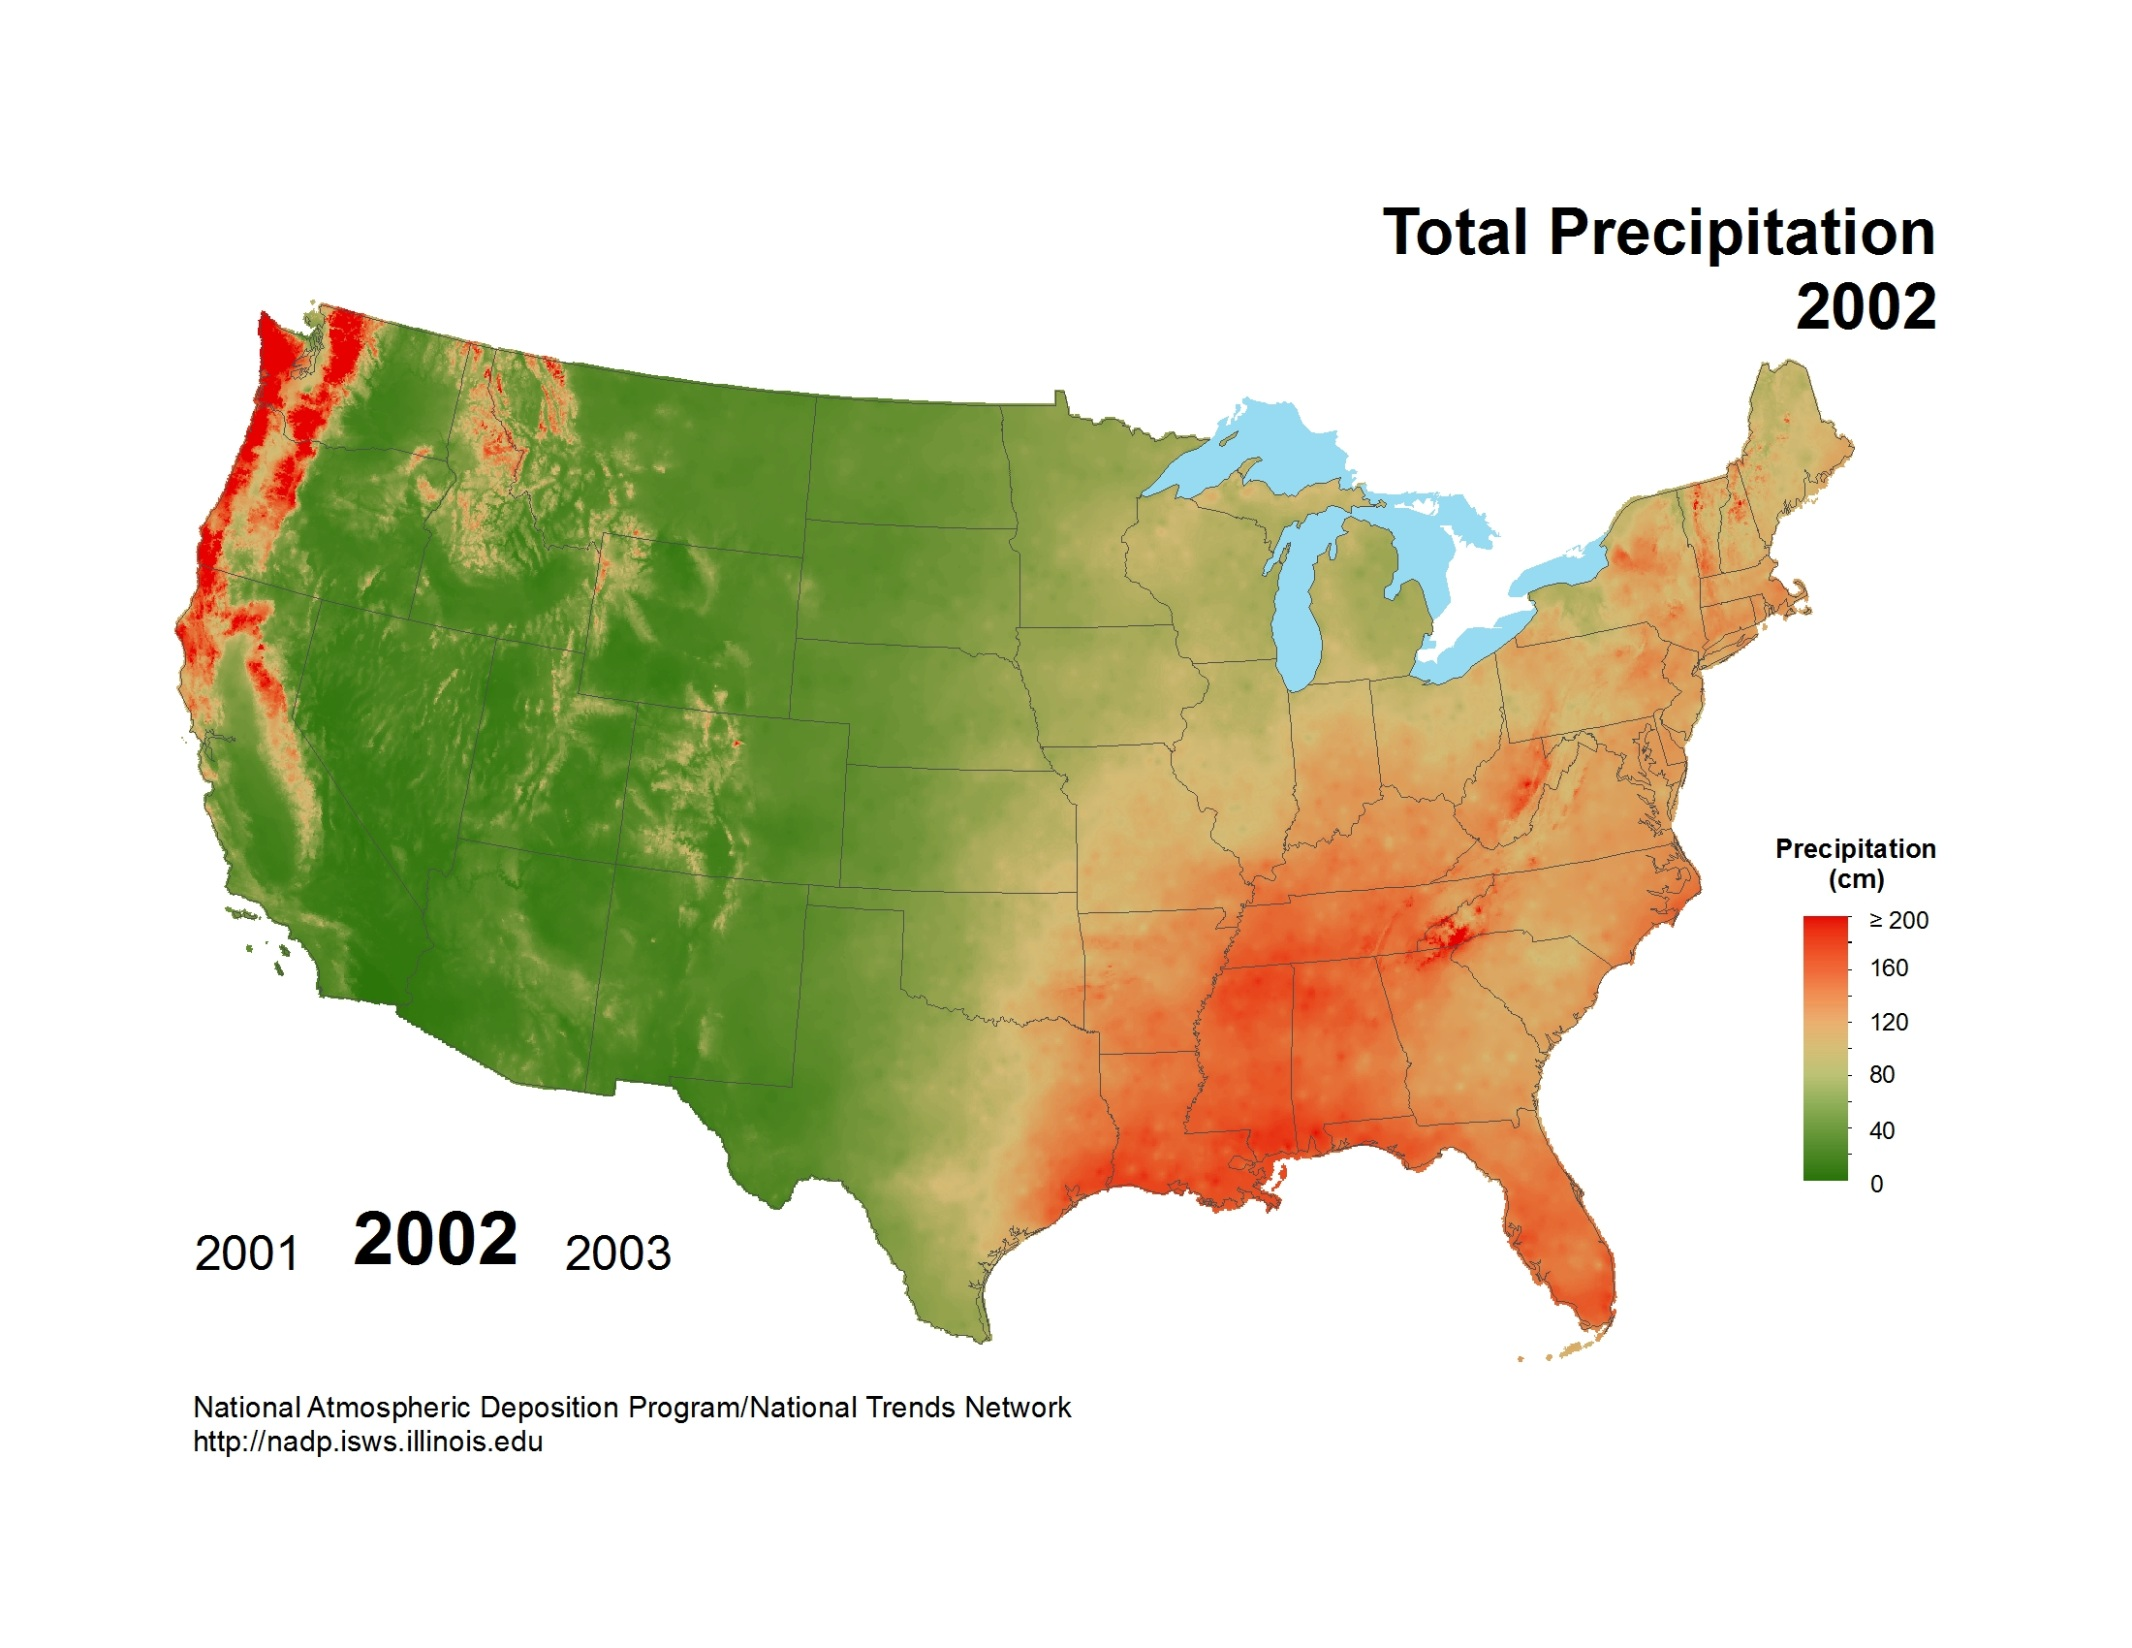 Total Precipitation
2002
Precipitation
(cm)
≥ 200
160
120
80
40
0
2001 2002 2003
National Atmospheric Deposition Program/National Trends Network
http://nadp.isws.illinois.edu